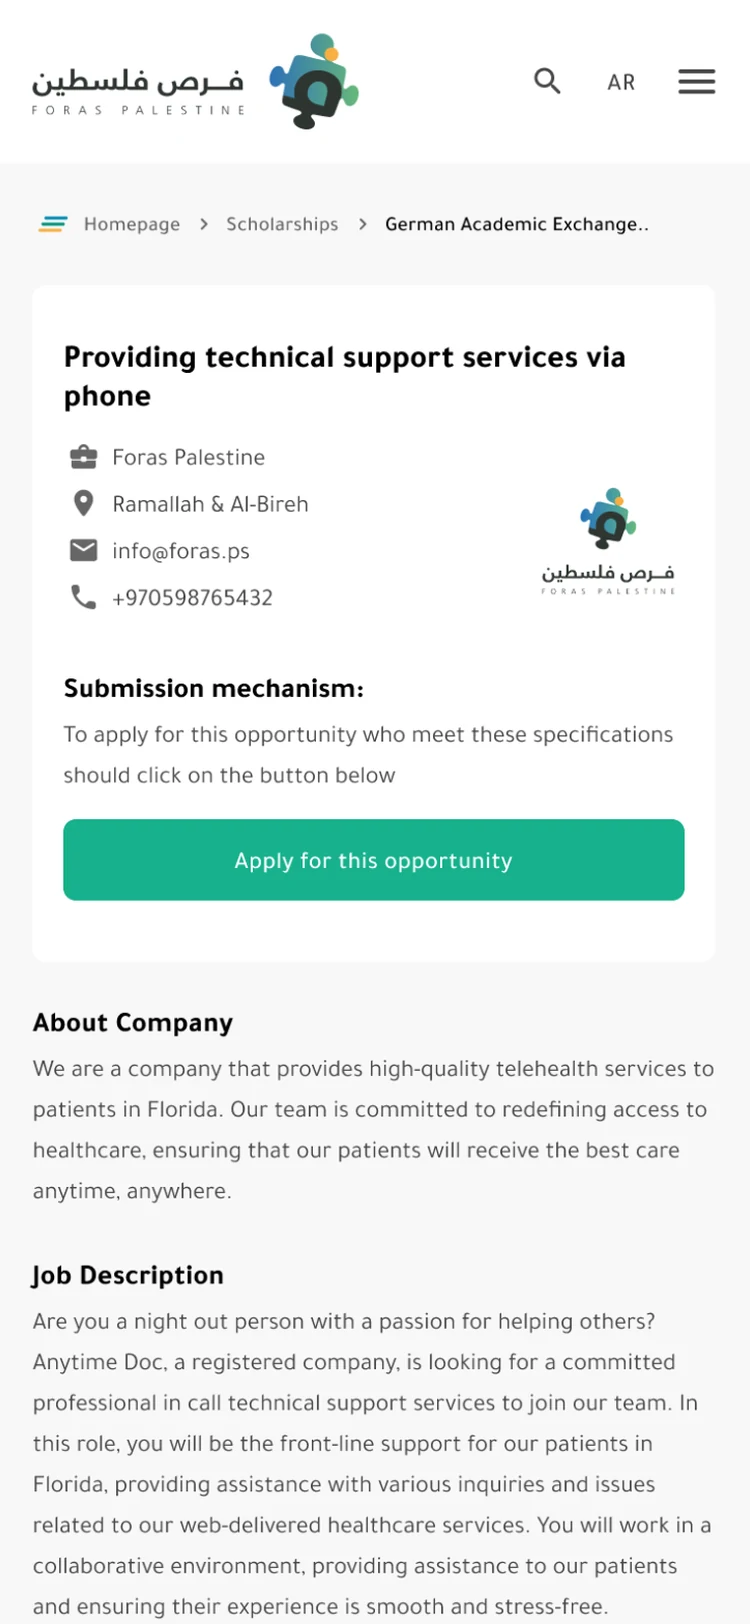 فـرص فلسطين
FORAS PALESTINE
AR
Homepage > Scholarships > German Academic Exchange..
Providing technical support services via
phone
Foras Palestine
Ramallah & Al-Bireh
info@foras.ps
+970598765432
فـرص فلسطين
FORAS PALESTINE
Submission mechanism:
To apply for this opportunity who meet these specifications
should click on the button below
Apply for this opportunity
About Company
We are a company that provides high-quality telehealth services to
patients in Florida. Our team is committed to redefining access to
healthcare, ensuring that our patients will receive the best care
anytime, anywhere.
Job Description
Are you a night out person with a passion for helping others?
Anytime Doc, a registered company, is looking for a committed
professional in call technical support services to join our team. In
this role, you will be the front-line support for our patients in
Florida, providing assistance with various inquiries and issues
related to our web-delivered healthcare services. You will work in a
collaborative environment, providing assistance to our patients
and ensuring their experience is smooth and stress-free.